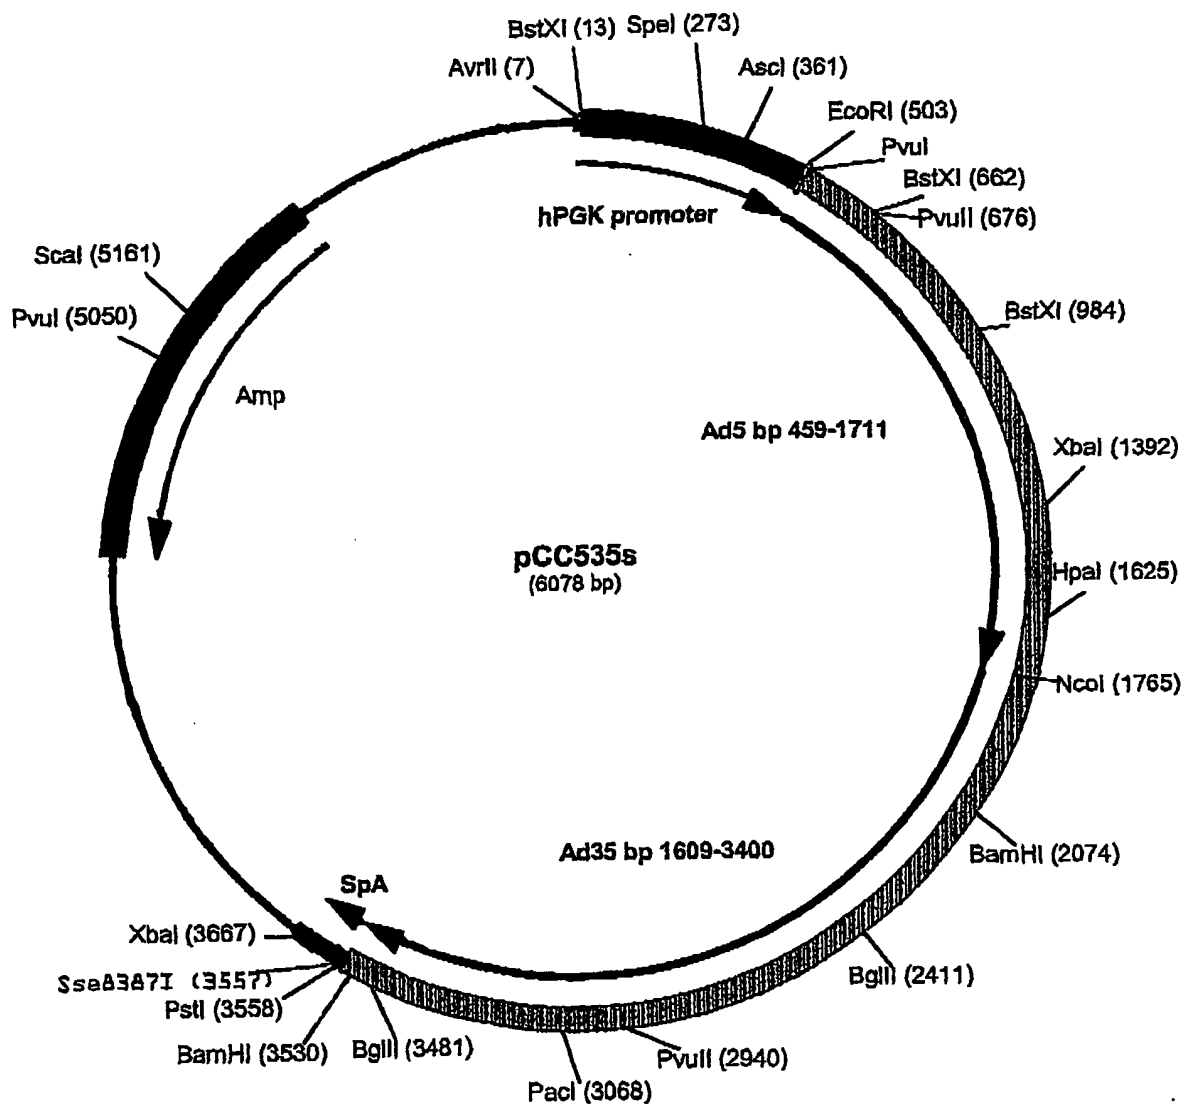 BstXI (13)
SpeI (273)
AvrII (7)
AscI (361)
EcoRI (503)
PvuI
BstXI (662)
PvuII (676)
hPGK promoter
ScaI (5161)
PvuI (5050)
BstXI (984)
Amp
Ad5 bp 459-1711
XbaI (1392)
pCC535s
(6078 bp)
HpaI (1625)
NcoI (1765)
Ad35 bp 1609-3400
BamHI (2074)
SpA
XbaI (3667)
BglII (2411)
Sse8387I (3557)
PstI (3558)
BamHI (3530)
BglII (3481)
PvuII (2940)
PacI (3068)